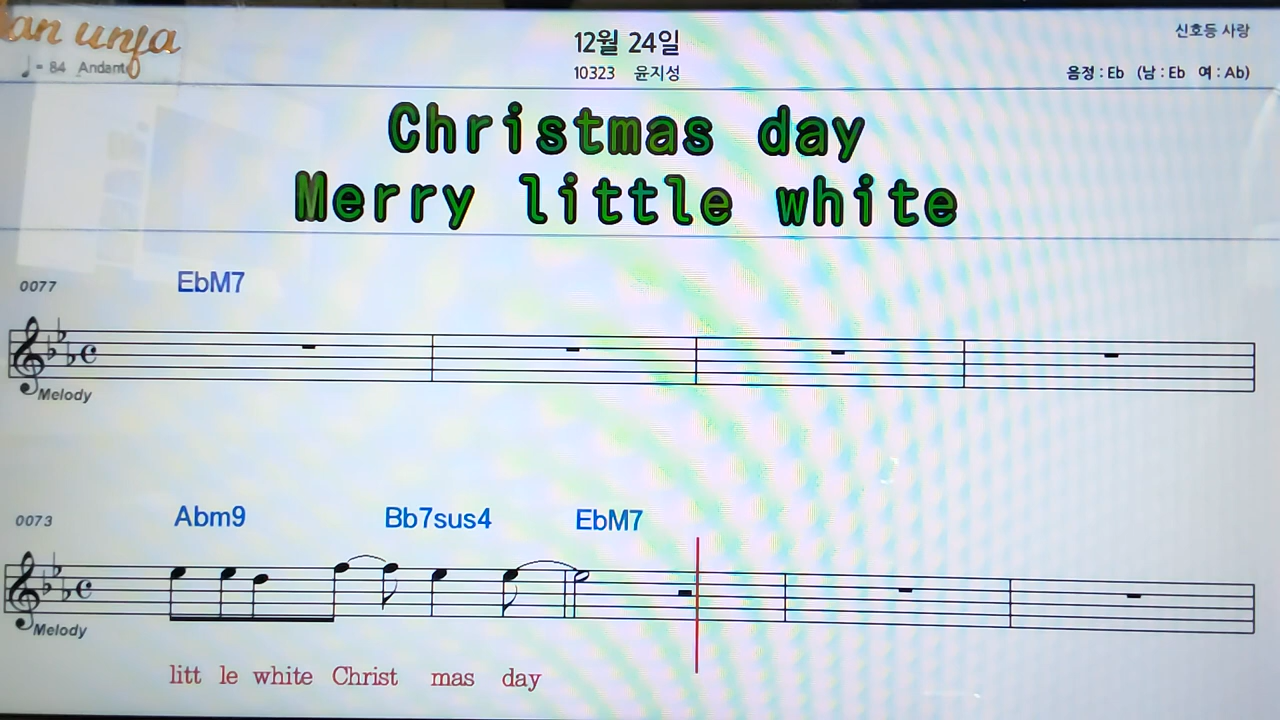 an unja
12월 24일
신호등 사랑
♩= 84 Andante
10323 윤지성
음정 : Eb (남 : Eb 여 : Ab)
Christmas day
Merry little white
0077 EbM7
Melody
0073 Abm9 Bb7sus4 EbM7
Melody
litt le white Christ mas day